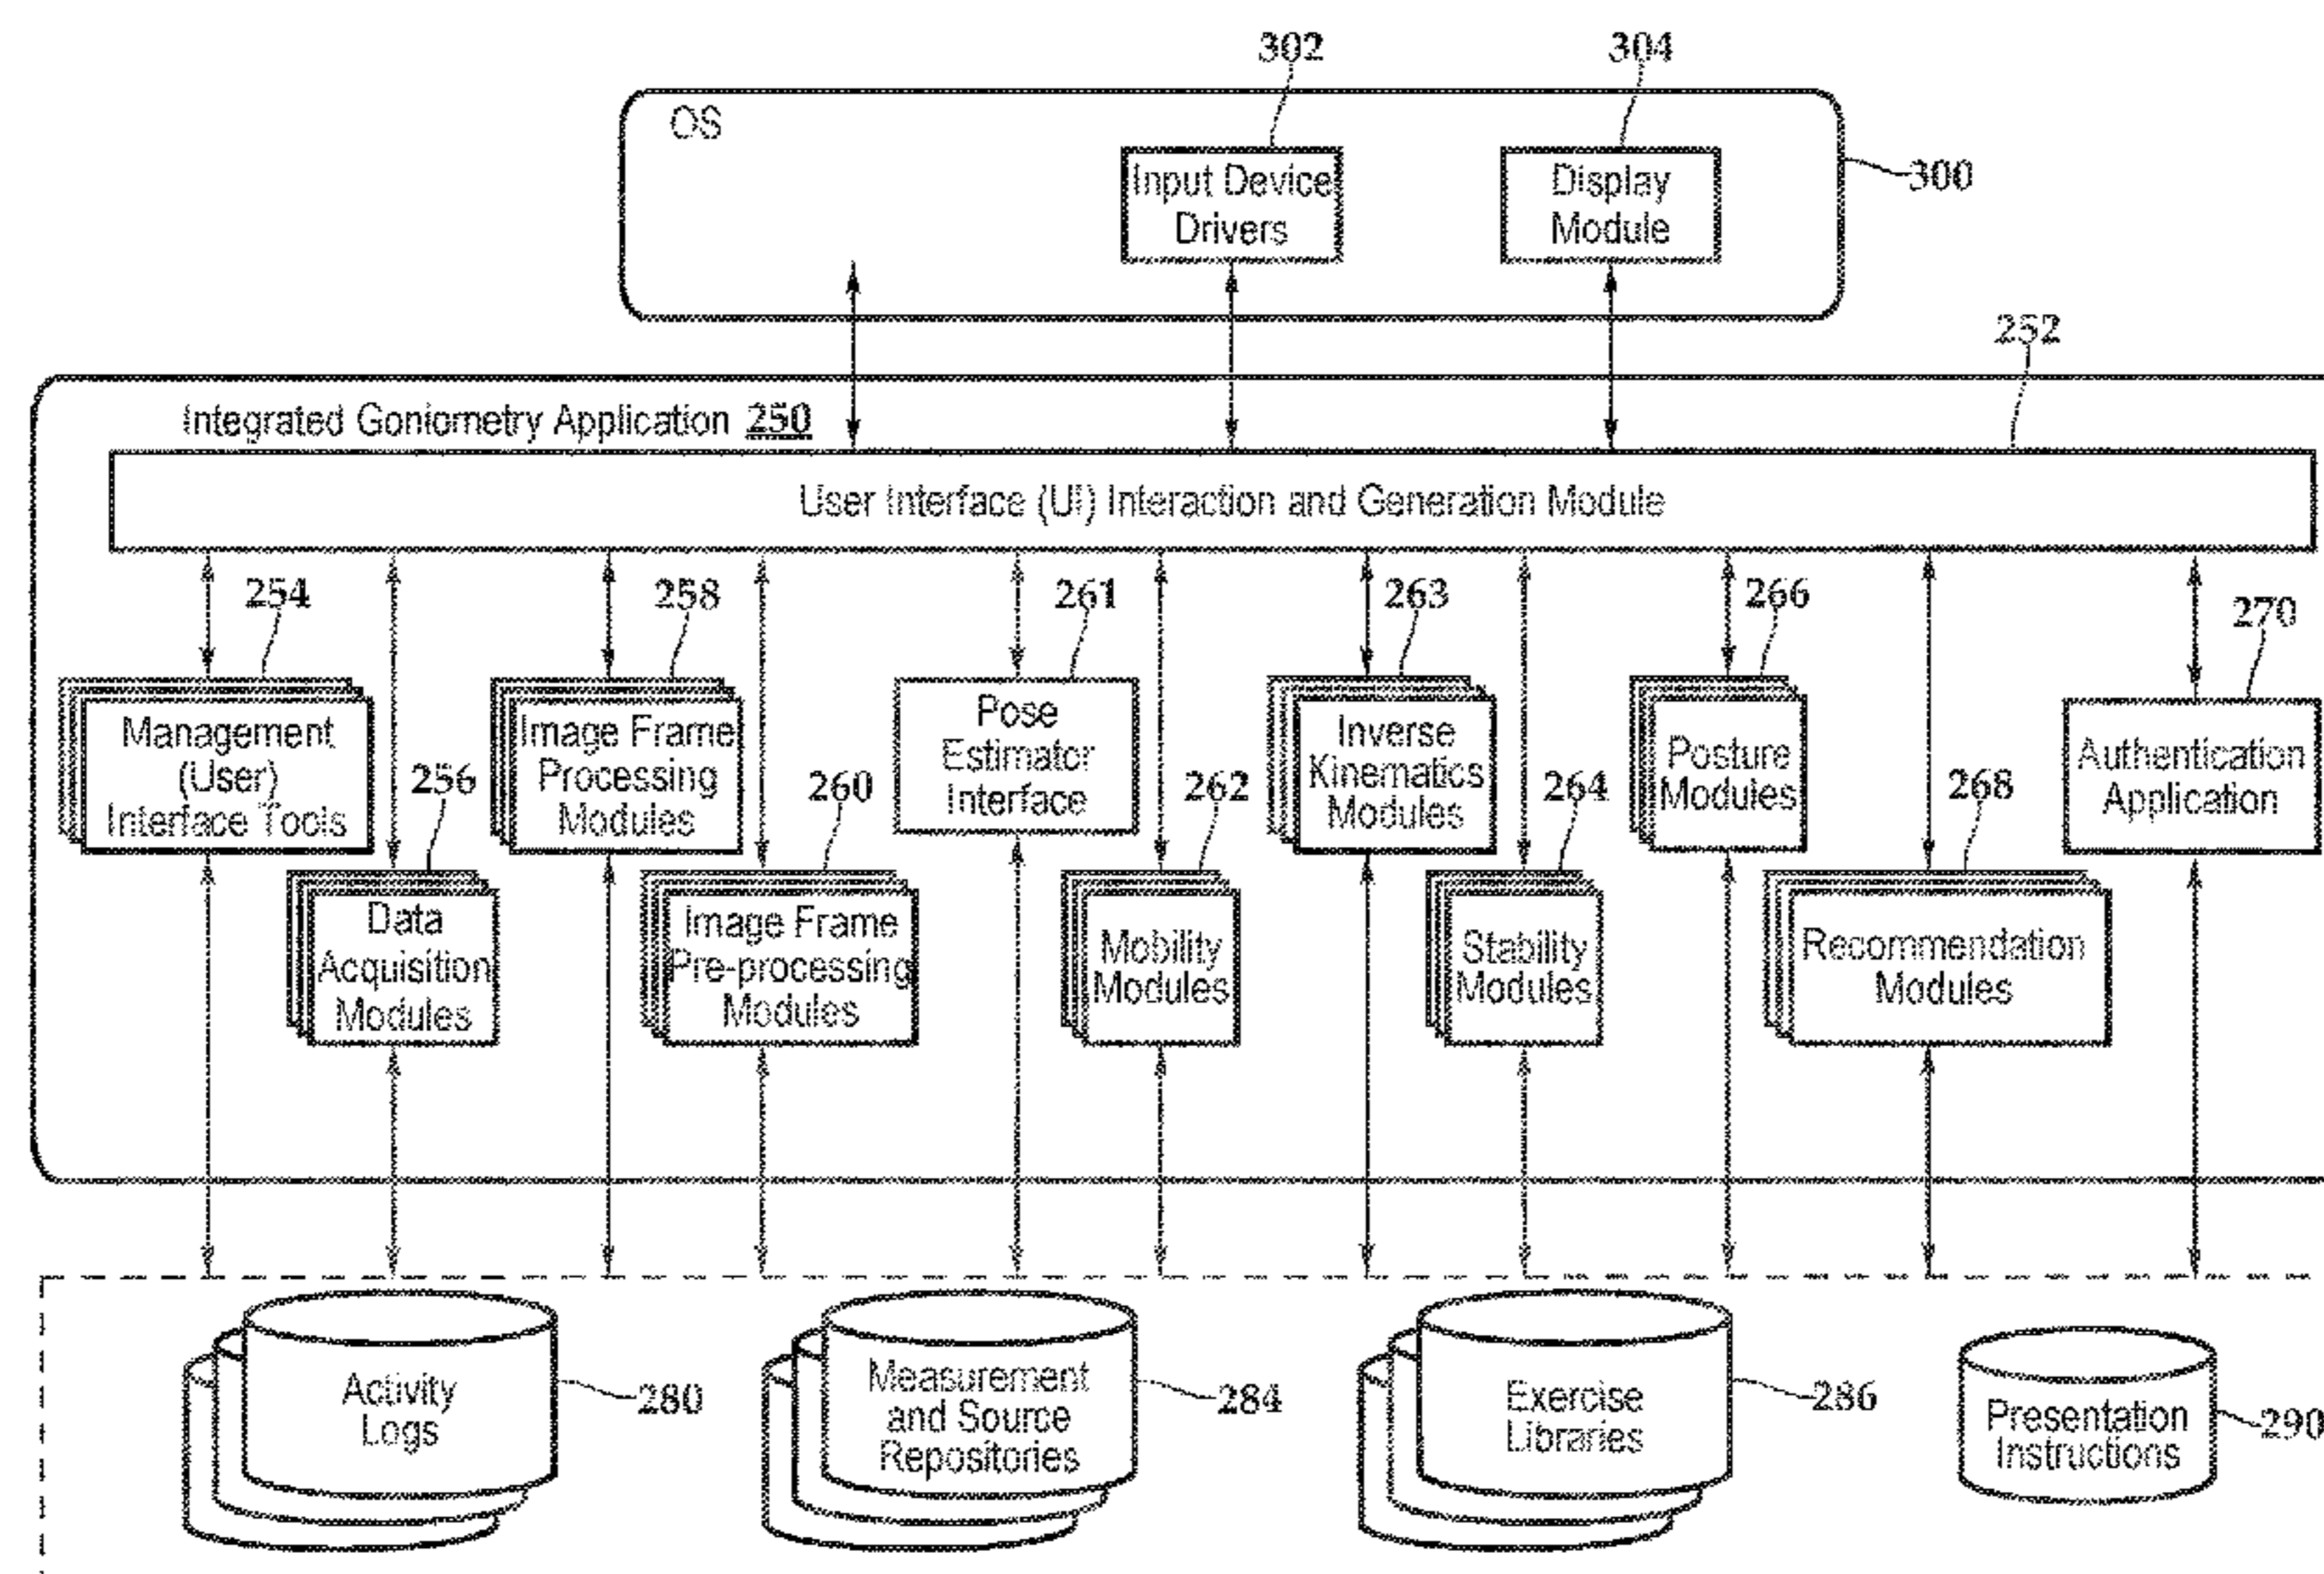 302
304
OS
Input Device
Drivers
Display
Module
300
252
Integrated Goniometry Application 250
User Interface (UI) Interaction and Generation Module
254
258
261
263
266
270
Management
(User)
Interface Tools
256
Image Frame
Processing
Modules
260
Pose
Estimator
Interface
262
Inverse
Kinematics
Modules
264
Posture
Modules
268
Authentication
Application
Data
Acquisition
Modules
Image Frame
Pre-processing
Modules
Mobility
Modules
Stability
Modules
Recommendation
Modules
Activity
Logs
280
Measurement
and Source
Repositories
284
Exercise
Libraries
286
Presentation
Instructions
290